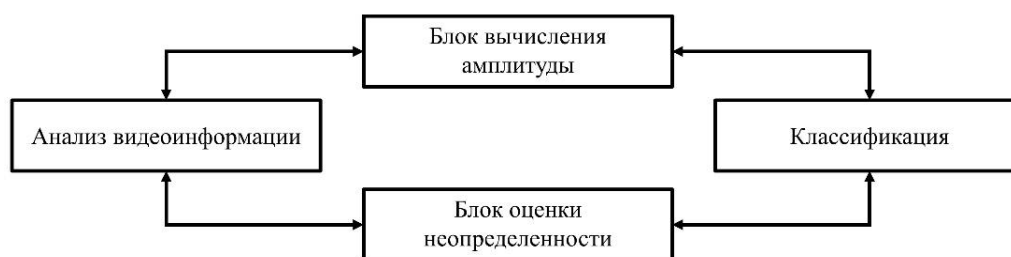 Блок вычисления
амплитуды
Анализ видеоинформации
Классификация
Блок оценки
неопределенности